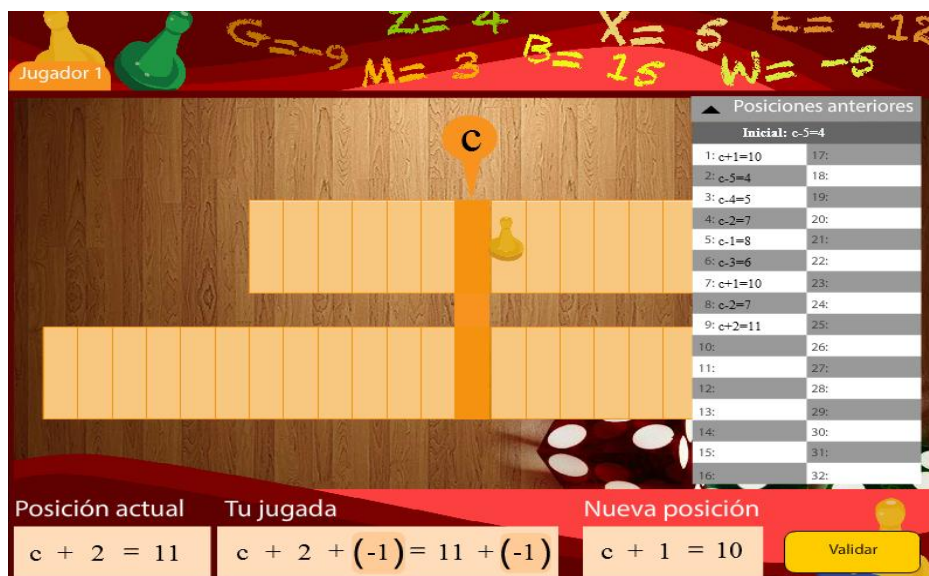 G=-9 Z= 4 X= 5 E= -12
Jugador 1 M= 3 B= 15 W= -5
Posiciones anteriores
Inicial: c-5=4
c
1: c+1=10 17:
2: c-5=4 18:
3: c-4=5 19:
4: c-2=7 20:
5: c-1=8 21:
6: c-3=6 22:
7: c+1=10 23:
8: c-2=7 24:
9: c+2=11 25:
10: 26:
11: 27:
12: 28:
13: 29:
14: 30:
15: 31:
16: 32:
Posición actual Tu jugada Nueva posición
c + 2 = 11 c + 2 + (-1) = 11 + (-1) c + 1 = 10 Validar